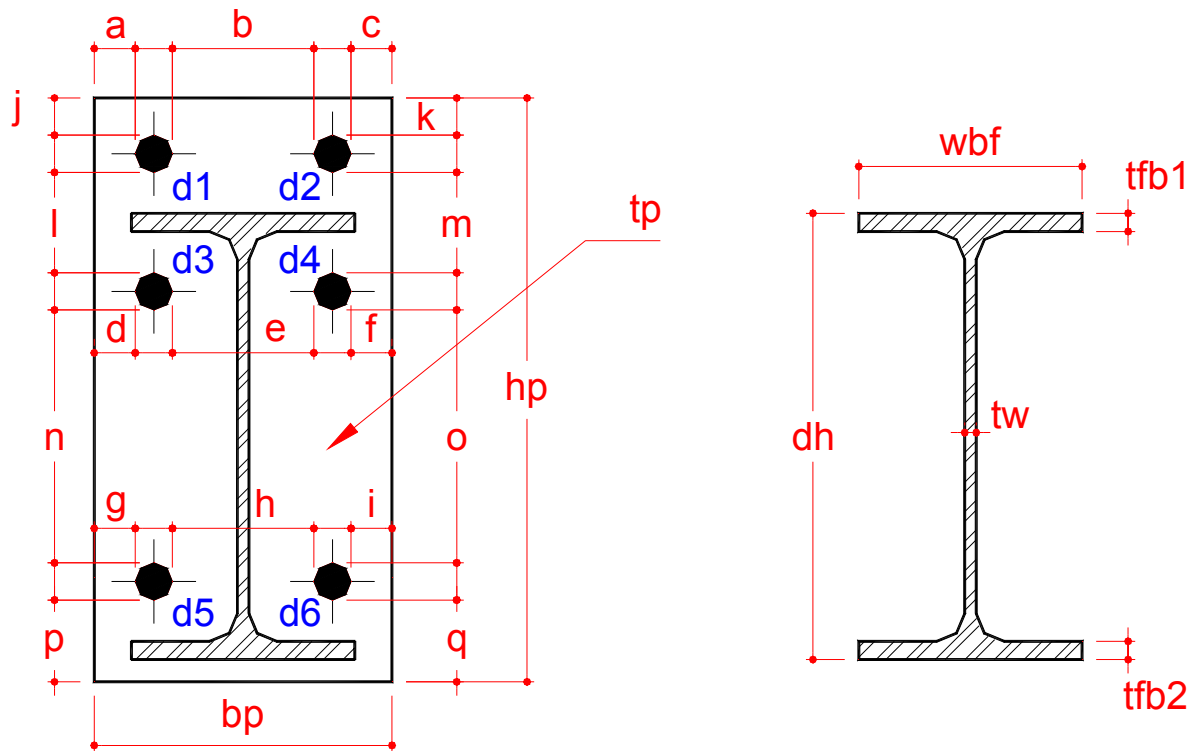 a b c
j k
d1 d2
wbf
tfb1
l m tp
d3 d4
d e f
hp
n o
dh tw
g h i
d5 d6
p q
tfb2
bp